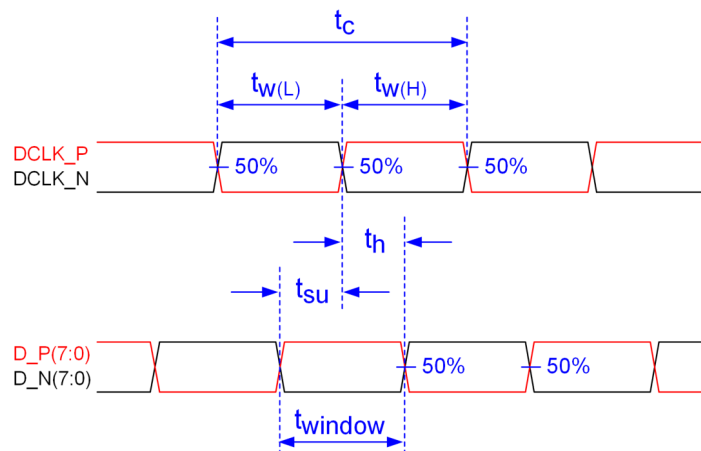 tc
tw(L) tw(H)
DCLK_P
DCLK_N
50% 50% 50%
th
tsu
D_P(7:0)
D_N(7:0)
50% 50%
twindow